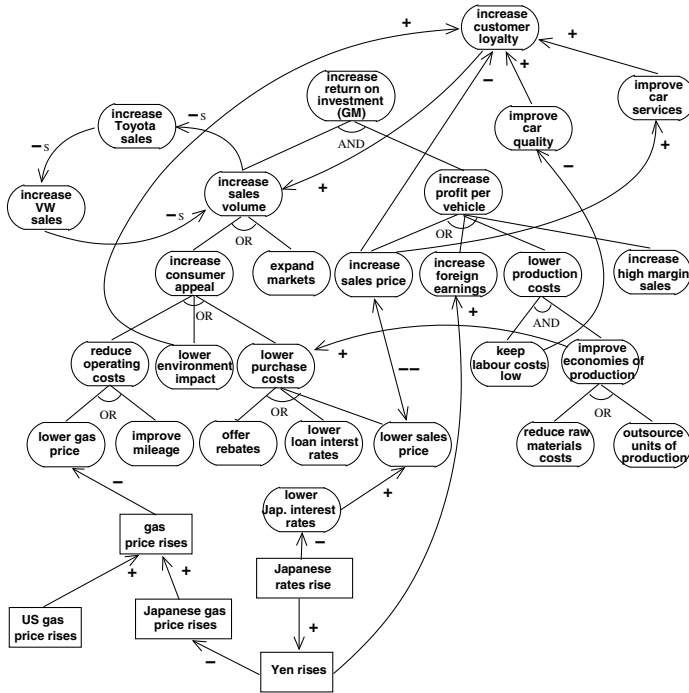 increase
customer
loyalty
+
+
+
−
increase
return on
investment
(GM)
AND
improve
car
services
improve
car
quality
+
−
increase
Toyota
sales
−S
−S
increase
VW
sales
−S
increase
sales
volume
+
increase
profit per
vehicle
OR
OR
increase
consumer
appeal
expand
markets
increase
sales price
increase
foreign
earnings
lower
production
costs
increase
high margin
sales
OR
+
AND
reduce
operating
costs
lower
environment
impact
lower
purchase
costs
+
−−
keep
labour costs
low
improve
economies of
production
OR
OR
OR
lower gas
price
improve
mileage
offer
rebates
lower
loan interst
rates
lower sales
price
reduce raw
materials
costs
outsource
units of
production
−
lower
Jap. interest
rates
+
gas
price rises
−
+
+
Japanese
rates rise
US gas
price rises
Japanese gas
price rises
+
−
Yen rises